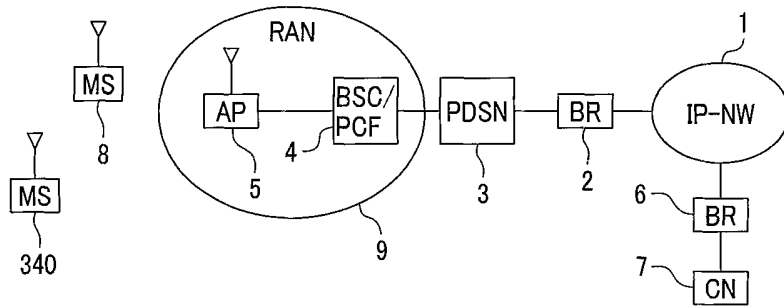 RAN
1
MS
8
AP
5
BSC/
PCF
4
PDSN
3
BR
2
IP-NW
MS
340
9
6
BR
7
CN